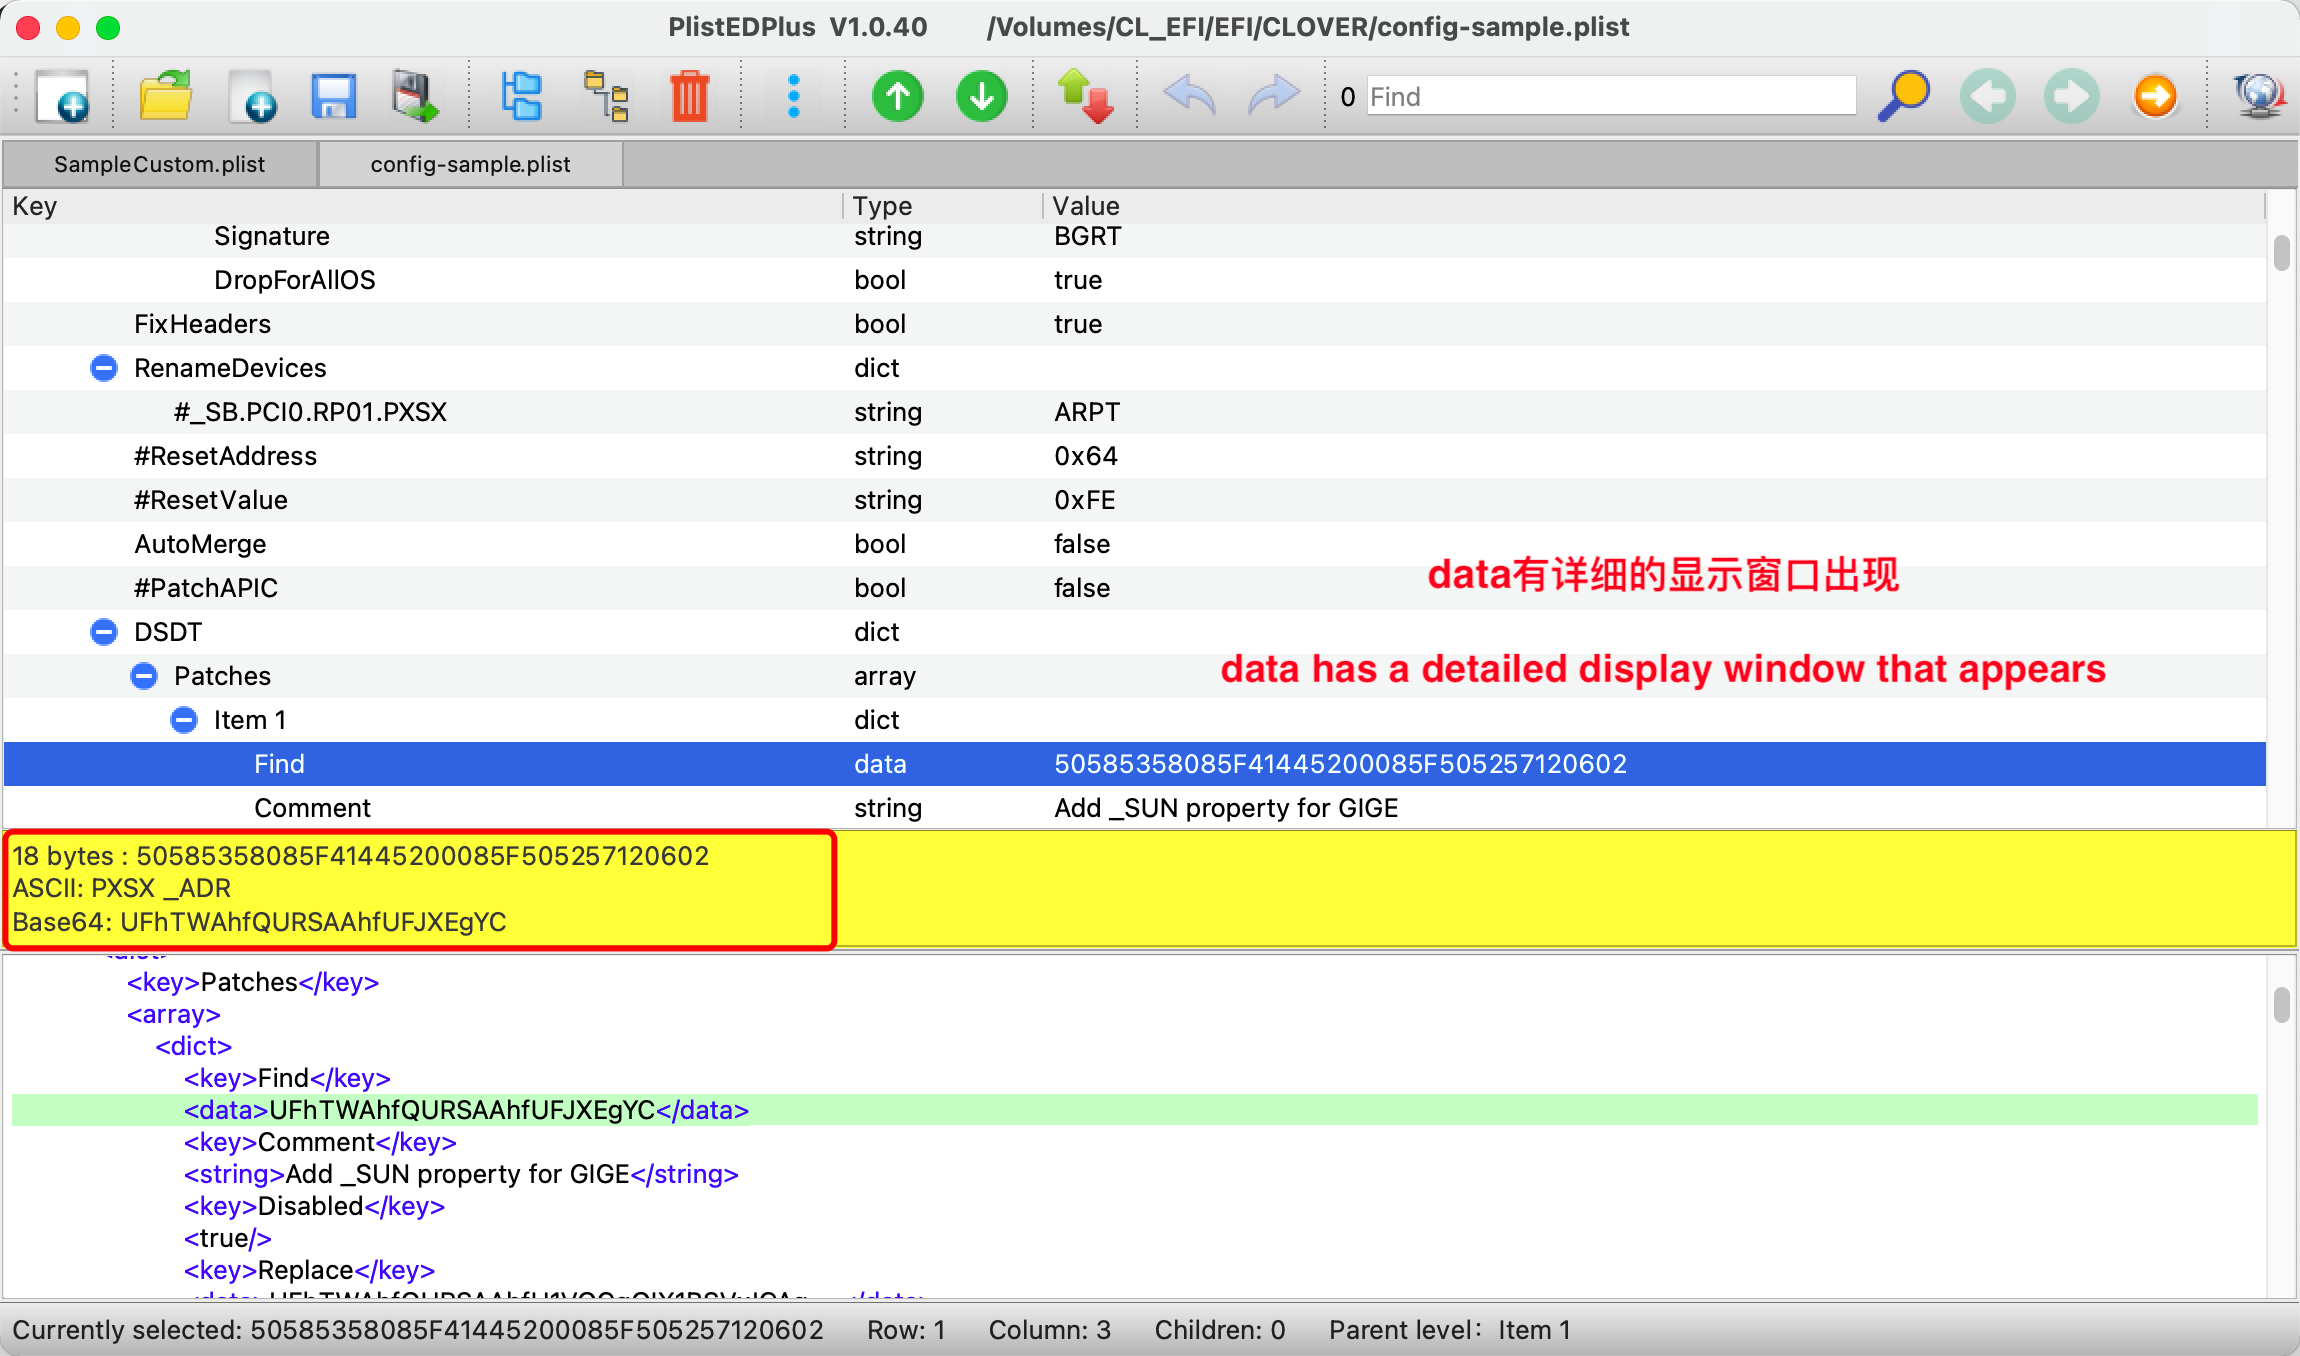 PlistEDPlus V1.0.40 /Volumes/CL_EFI/EFI/CLOVER/config-sample.plist
0 Find
SampleCustom.plist config-sample.plist
Key Type Value
Signature string BGRT
DropForAllOS bool true
FixHeaders bool true
RenameDevices dict
#_SB.PCI0.RP01.PXSX string ARPT
#ResetAddress string 0x64
#ResetValue string 0xFE
AutoMerge bool false
data有详细的显示窗口出现
#PatchAPIC bool false
DSDT dict
data has a detailed display window that appears
Patches array
Item 1 dict
Find data 50585358085F41445200085F505257120602
Comment string Add _SUN property for GIGE
18 bytes : 50585358085F41445200085F505257120602
ASCII: PXSX _ADR
Base64: UFhTWAhfQURSAAhfUFJXEgYC
<key>Patches</key>
<array>
<dict>
<key>Find</key>
<data>UFhTWAhfQURSAAhfUFJXEgYC</data>
<key>Comment</key>
<string>Add _SUN property for GIGE</string>
<key>Disabled</key>
<true/>
<key>Replace</key>
Currently selected: 50585358085F41445200085F505257120602 Row: 1 Column: 3 Children: 0 Parent level: Item 1